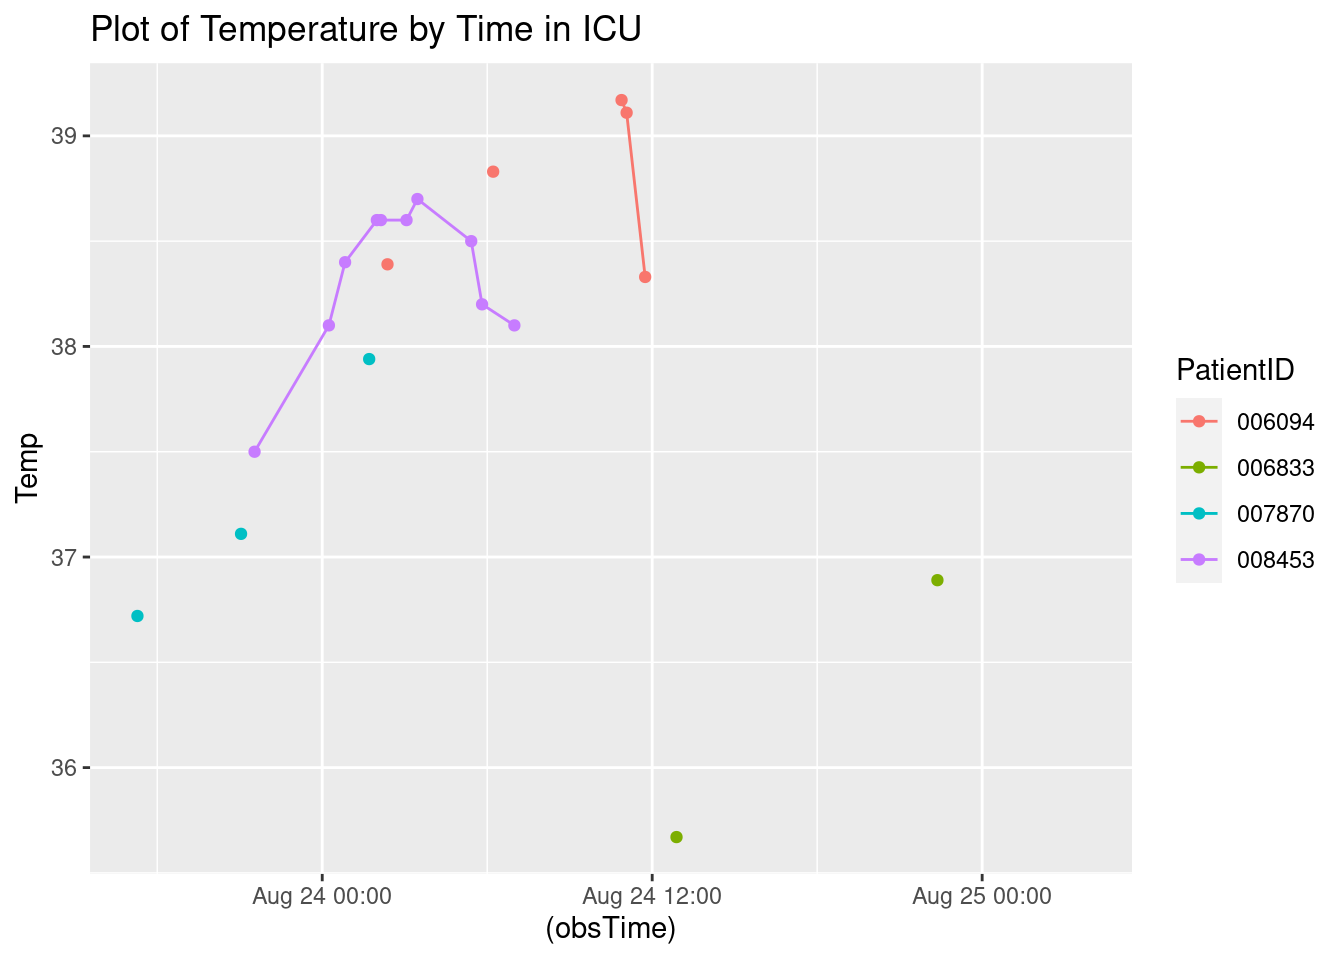 Plot of Temperature by Time in ICU
39
38
37
36
Temp
Aug 24 00:00
Aug 24 12:00
Aug 25 00:00
(obsTime)
PatientID
006094
006833
007870
008453